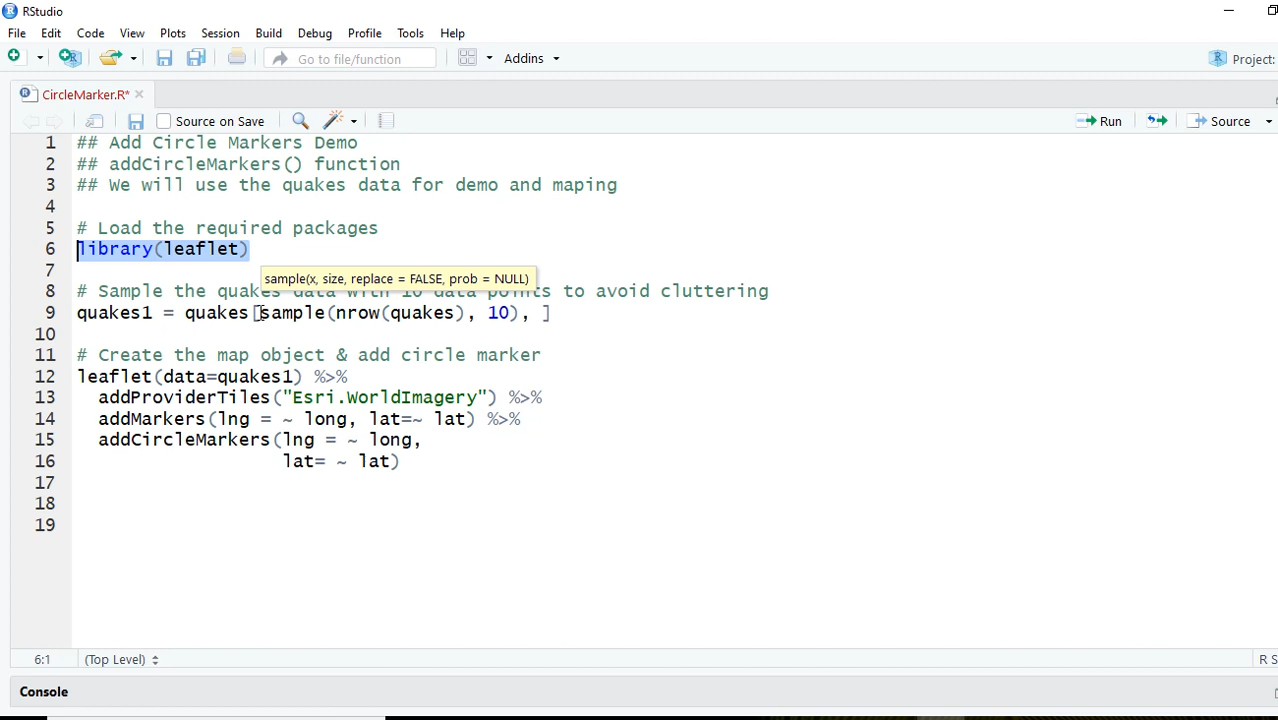 RStudio
File Edit Code View Plots Session Build Debug Profile Tools Help
Go to file/function Addins Project:
CircleMarker.R*
Source on Save Run Source
1 ## Add Circle Markers Demo
2 ## addCircleMarkers() function
3 ## We will use the quakes data for demo and maping
4
5 # Load the required packages
6 library(leaflet)
7
sample(x, size, replace = FALSE, prob = NULL)
8 # Sample the quakes data with 10 data points to avoid cluttering
9 quakes1 = quakes[sample(nrow(quakes), 10), ]
10
11 # Create the map object & add circle marker
12 leaflet(data=quakes1) %>%
13 addProviderTiles("Esri.WorldImagery") %>%
14 addMarkers(lng = ~ long, lat=~ lat) %>%
15 addCircleMarkers(lng = ~ long,
16 lat= ~ lat)
17
18
19
6:1 (Top Level) R S
Console